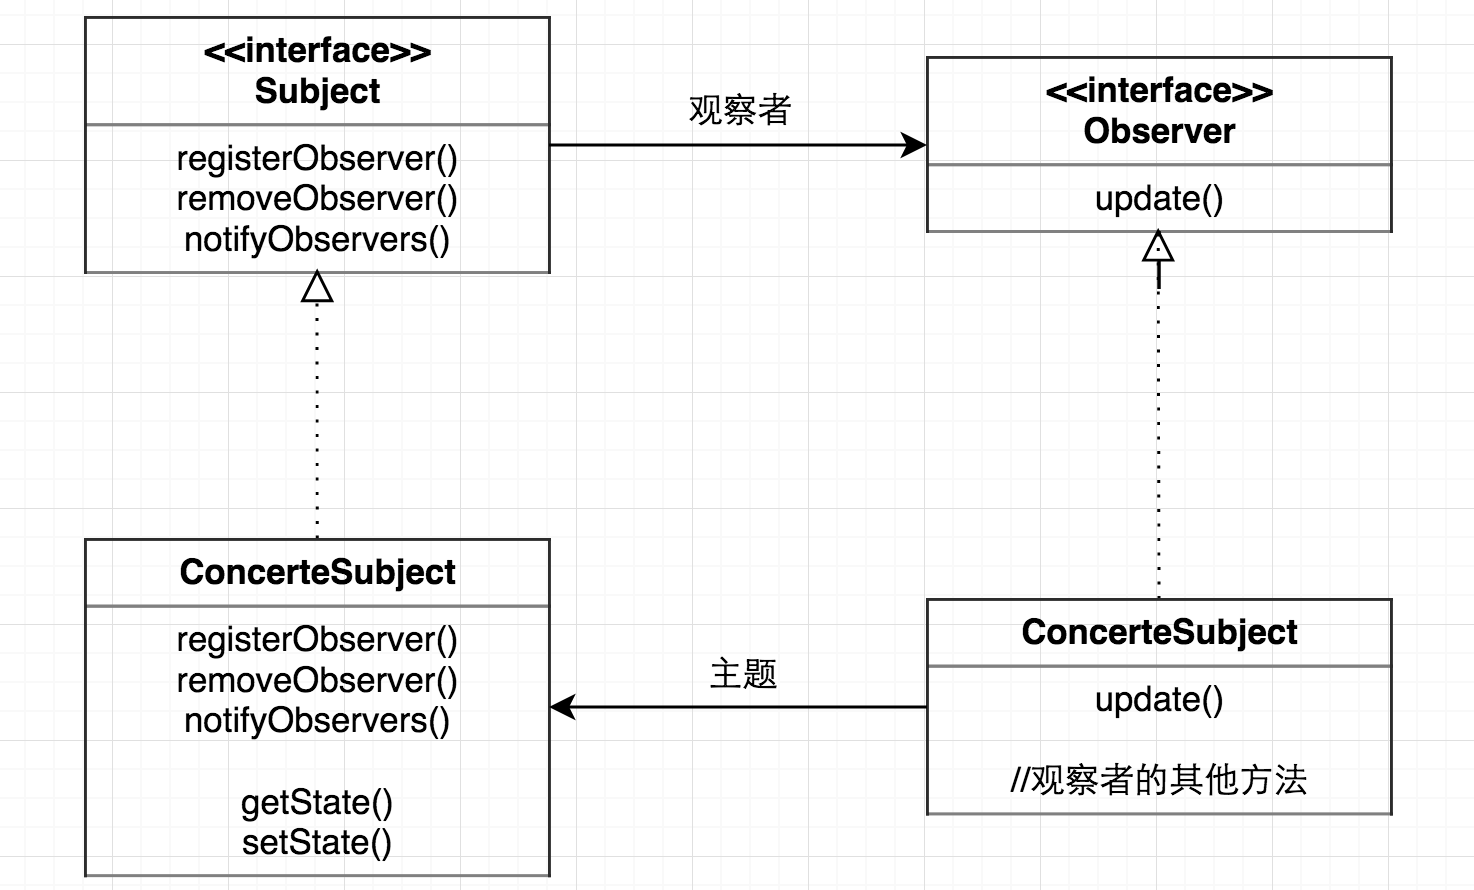 <<interface>>
Subject
registerObserver()
removeObserver()
notifyObservers()
观察者
<<interface>>
Observer
update()
ConcerteSubject
registerObserver()
removeObserver()
notifyObservers()
getState()
setState()
主题
ConcerteSubject
update()
//观察者的其他方法